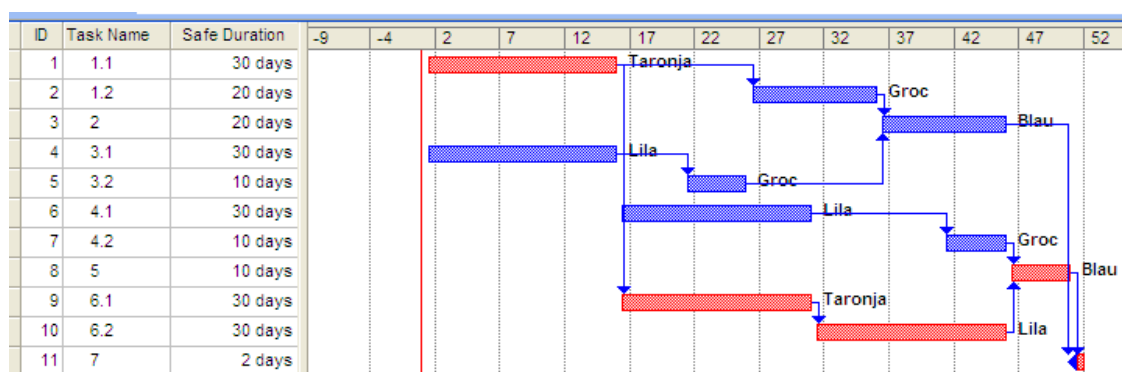 ID Task Name Safe Duration -9 -4 2 7 12 17 22 27 32 37 42 47 52
1 1.1 30 days Taronja
2 1.2 20 days Groc
3 2 20 days Blau
4 3.1 30 days Lila
5 3.2 10 days Groc
6 4.1 30 days Lila
7 4.2 10 days Groc
8 5 10 days Blau
9 6.1 30 days Taronja
10 6.2 30 days Lila
11 7 2 days